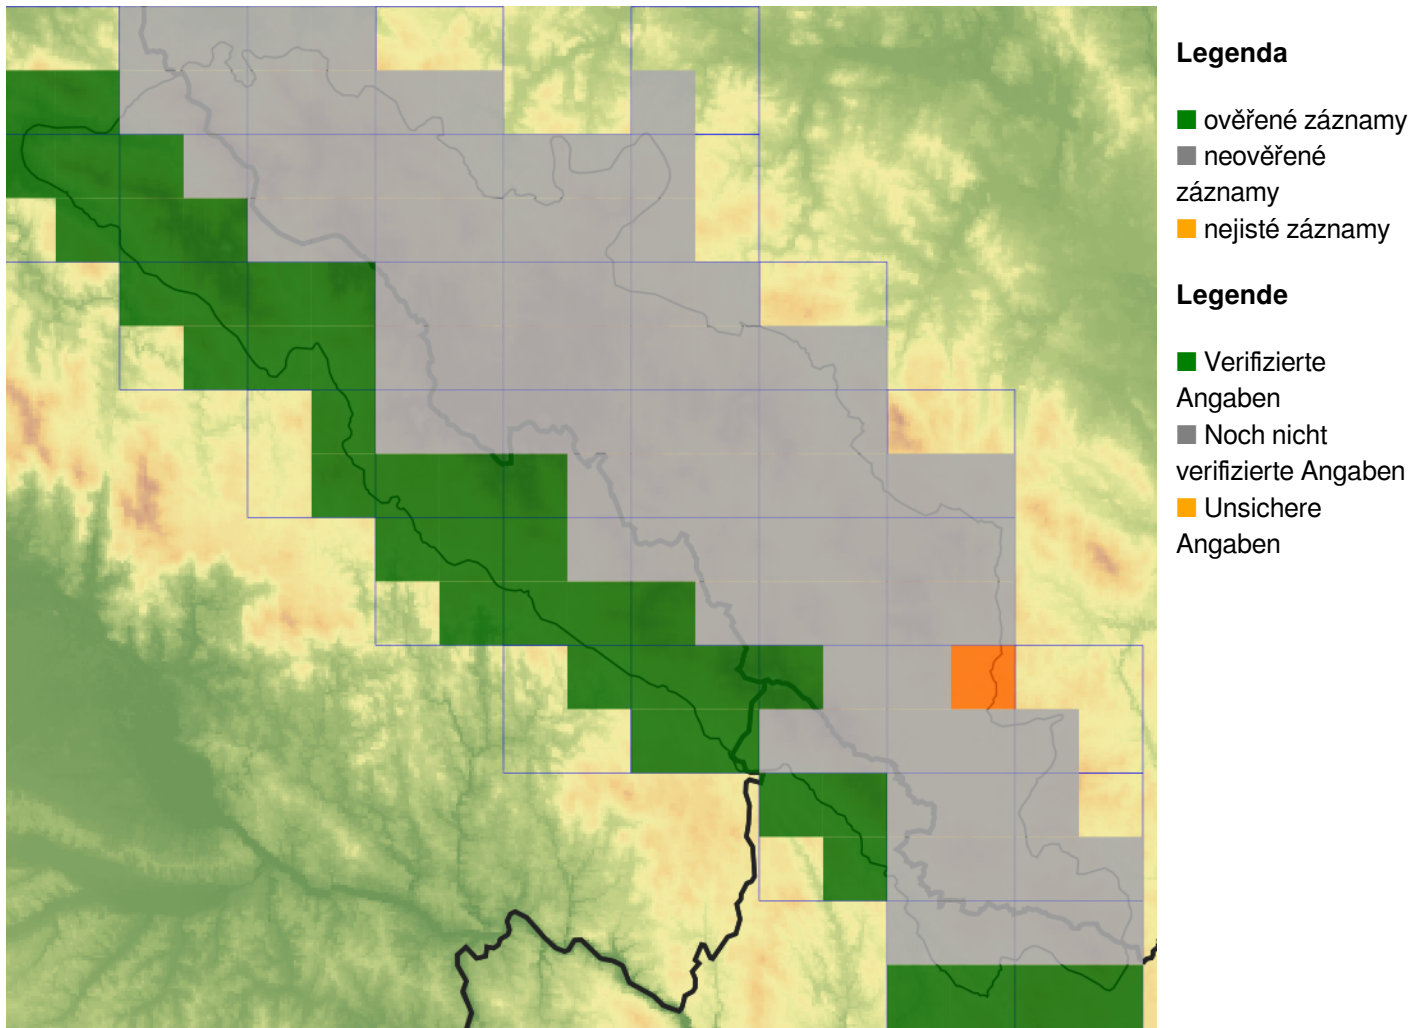 Legenda
ověřené záznamy
neověřené
záznamy
nejisté záznamy
Legende
Verifizierte
Angaben
Noch nicht
verifizierte Angaben
Unsichere
Angaben